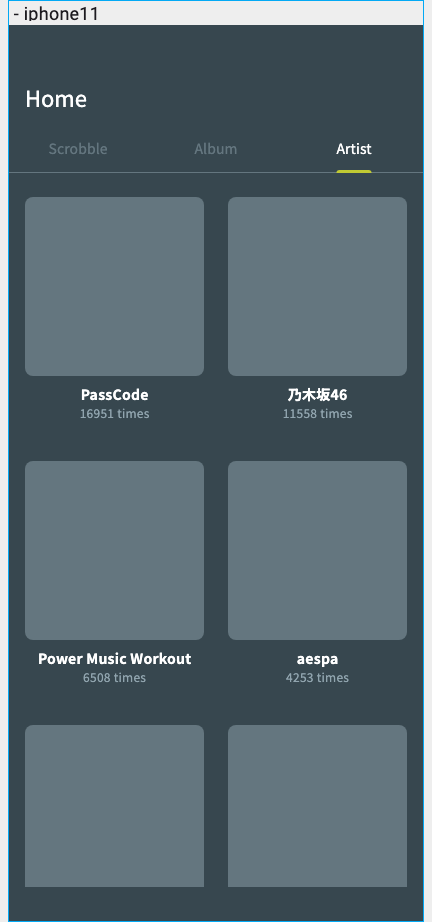 - iphone11
Home
Scrobble Album Artist
PassCode 乃木坂46
16951 times 11558 times
Power Music Workout aespa
6508 times 4253 times